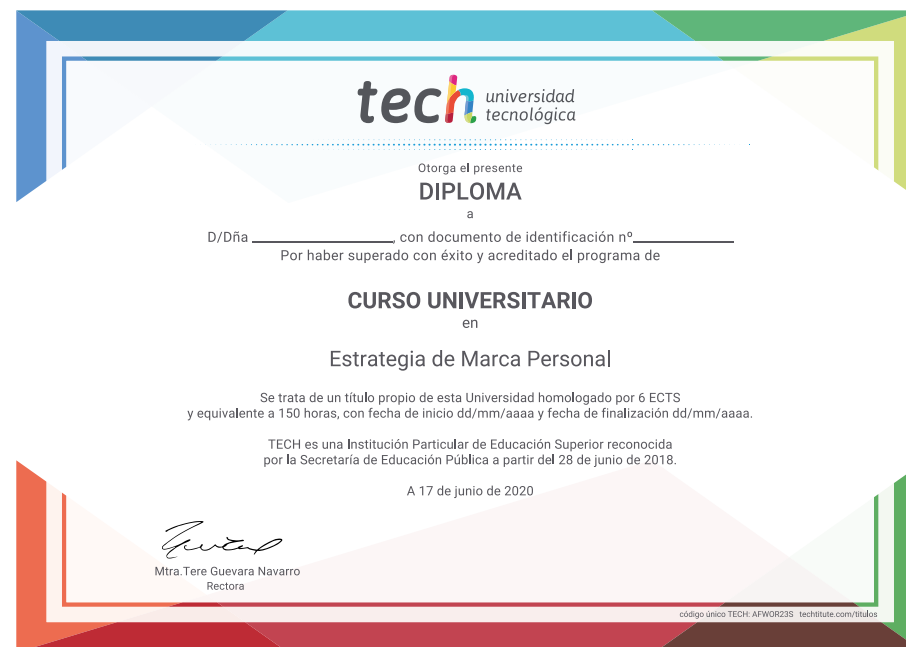 tech universidad
tecnológica
Otorga el presente
DIPLOMA
a
D/Dña ____________________, con documento de identificación nº______________
Por haber superado con éxito y acreditado el programa de
CURSO UNIVERSITARIO
en
Estrategia de Marca Personal
Se trata de un título propio de esta Universidad homologado por 6 ECTS
y equivalente a 150 horas, con fecha de inicio dd/mm/aaaa y fecha de finalización dd/mm/aaaa.
TECH es una Institución Particular de Educación Superior reconocida
por la Secretaría de Educación Pública a partir del 28 de junio de 2018.
A 17 de junio de 2020
Mtra.Tere Guevara Navarro
Rectora
código único TECH: AFWOR23S techtitute.com/titulos